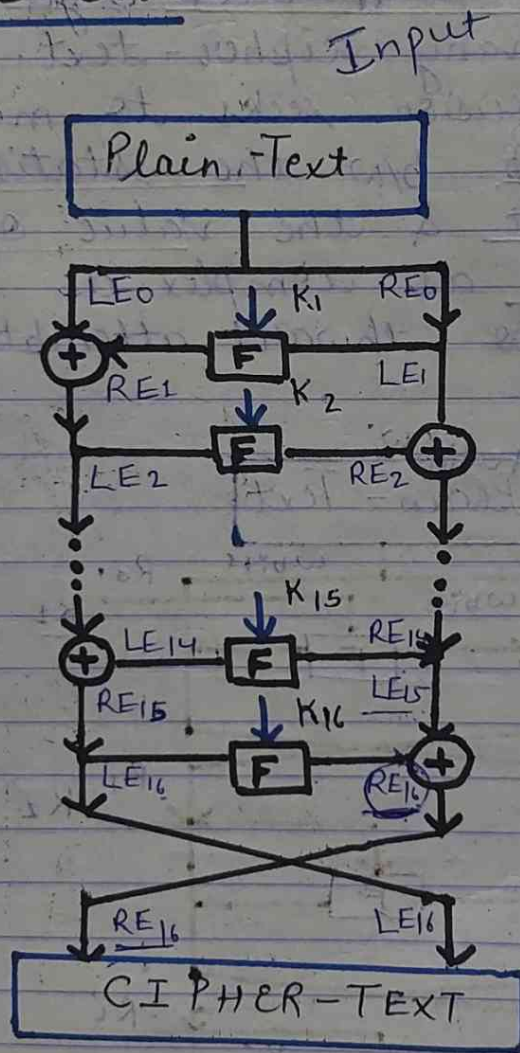 Input
Plain-Text
LE0 K1 RE0
F
+ RE1 K2 LE1
F +
LE2 RE2
K15
LE14 RE14
+ F
RE15 K16 LE15
F +
LE16 RE16
RE16 LE16
CIPHER-TEXT